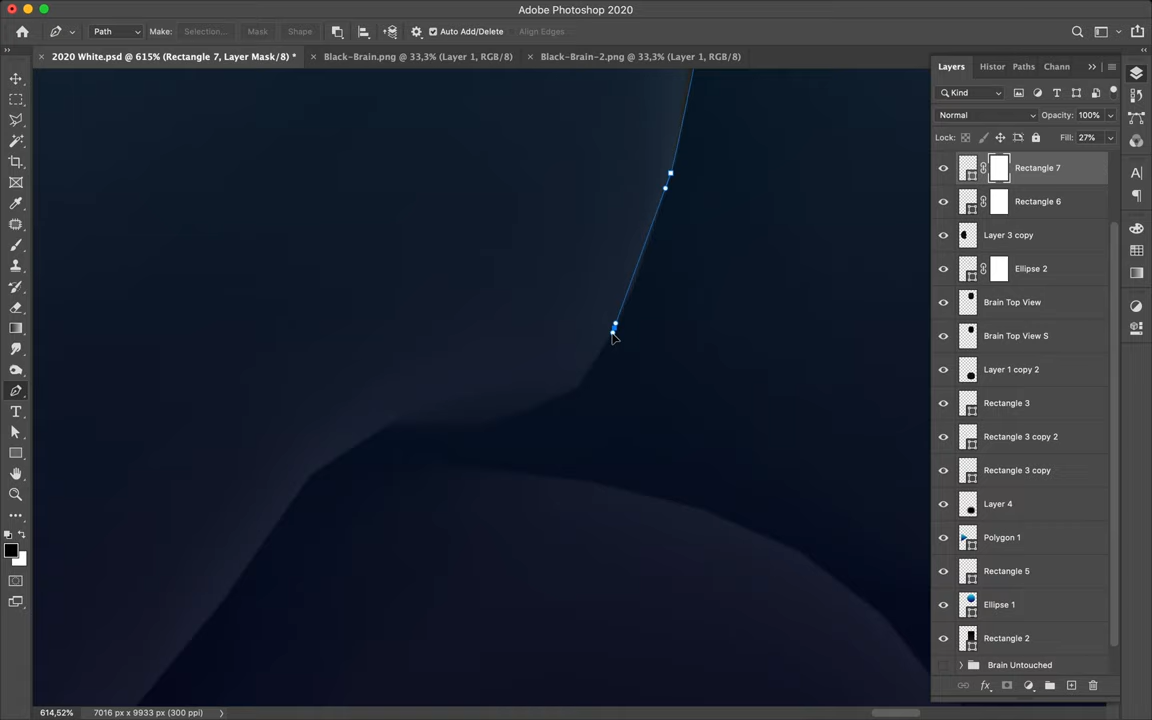 Adobe Photoshop 2020
Path Make: Selection... Mask Shape Auto Add/Delete Align Edges
2020 White.psd @ 615% (Rectangle 7, Layer Mask/8) * Black-Brain.png @ 33,3% (Layer 1, RGB/8) Black-Brain-2.png @ 33,3% (Layer 1, RGB/8)
Layers Histor Paths Chann
Kind
Normal Opacity: 100%
Lock: Fill: 27%
Rectangle 7
Rectangle 6
Layer 3 copy
Ellipse 2
Brain Top View
Brain Top View S
Layer 1 copy 2
Rectangle 3
Rectangle 3 copy 2
Rectangle 3 copy
Layer 4
Polygon 1
Rectangle 5
Ellipse 1
Rectangle 2
Brain Untouched
614,52% 7016 px x 9933 px (300 ppi)